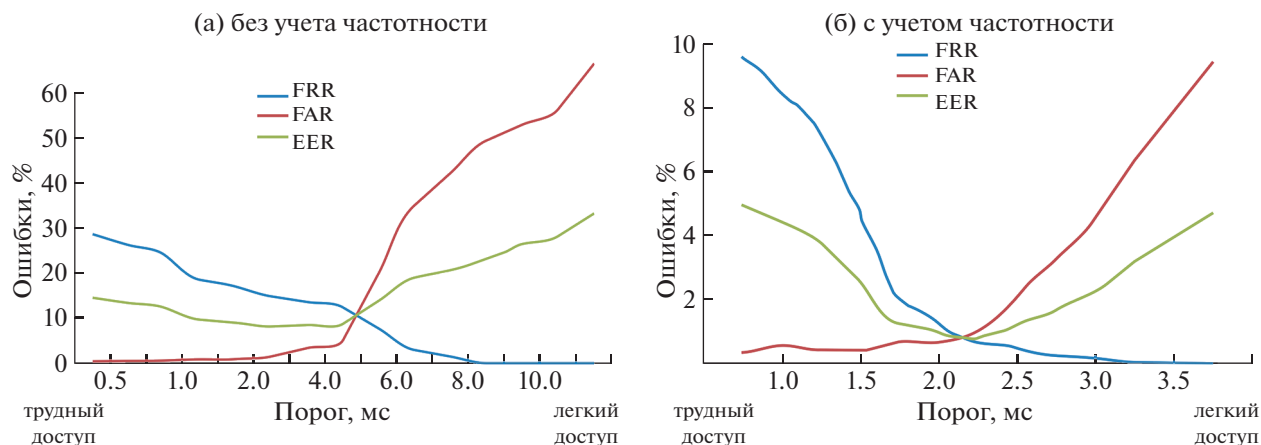 (а) без учета частотности
Ошибки, %
60
50
40
30
20
10
0
FRR
FAR
EER
0.5 1.0 2.0 4.0 6.0 8.0 10.0
трудный
доступ
Порог, мс
легкий
доступ
(б) с учетом частотности
Ошибки, %
10
8
6
4
2
FRR
FAR
EER
1.0 1.5 2.0 2.5 3.0 3.5
трудный
доступ
Порог, мс
легкий
доступ